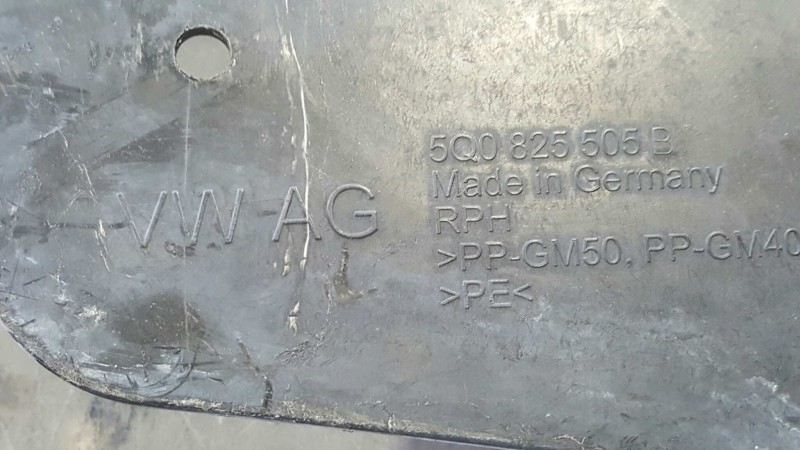 VW AG
5Q0 825 505 B
Made in Germany
RPH
>PP-GM50, PP-GM40
>PE<